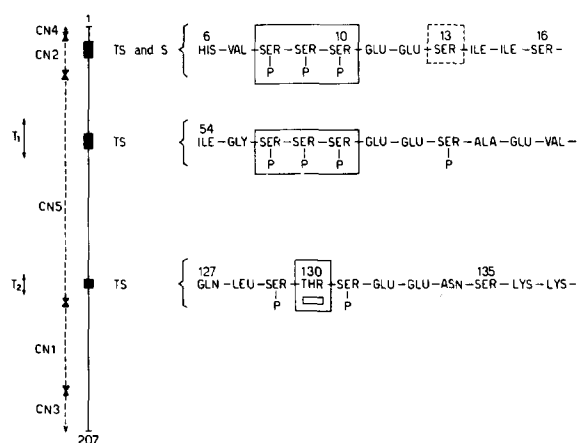 1
CN4
CN2
TS and S
6 10 13 16
HIS - VAL - SER - SER - SER - GLU - GLU - SER - ILE - ILE - SER -
P P P
T₁
TS
54
ILE - GLY - SER - SER - SER - GLU - GLU - SER - ALA - GLU - VAL -
P P P P
CN5
T₂
TS
127 130 135
GLN - LEU - SER - THR - SER - GLU - GLU - ASN - SER - LYS - LYS -
P P
CN1
CN3
207